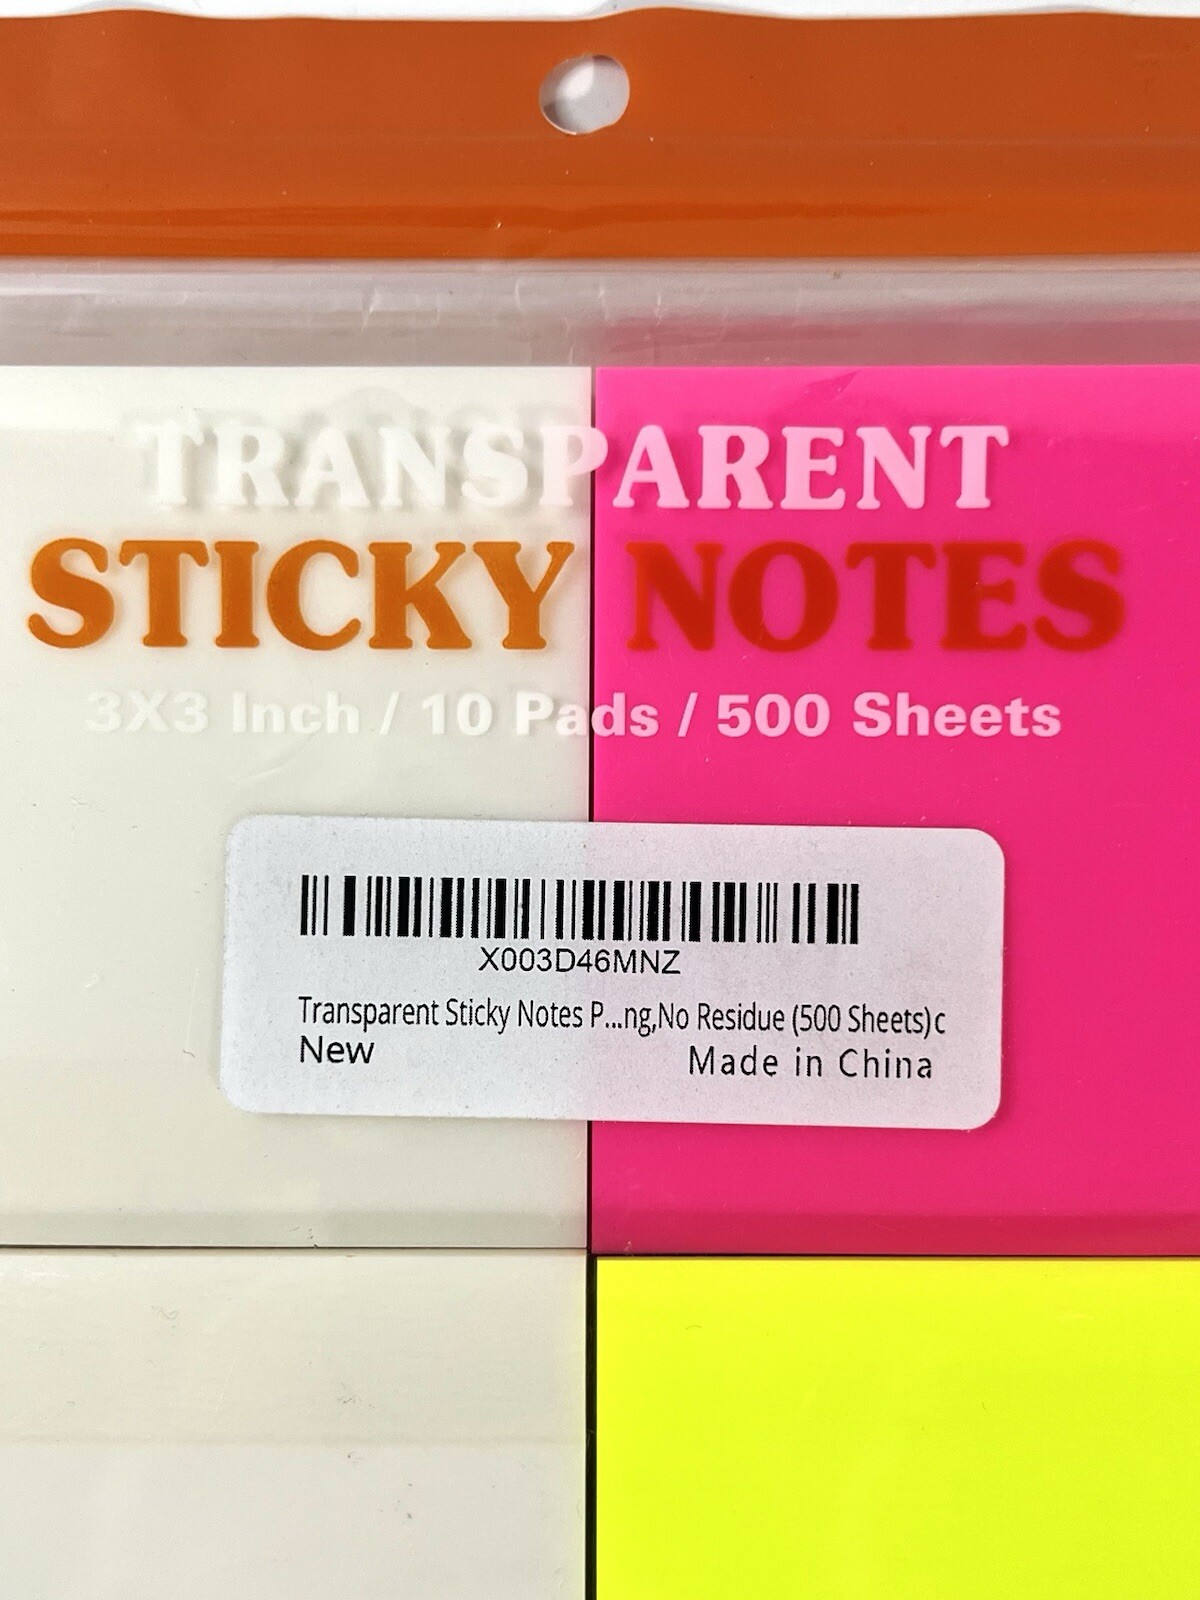 TRANSPARENT
STICKY NOTES
3X3 Inch / 10 Pads / 500 Sheets
X003D46MNZ
Transparent Sticky Notes P...ng,No Residue (500 Sheets)c
New
Made in China